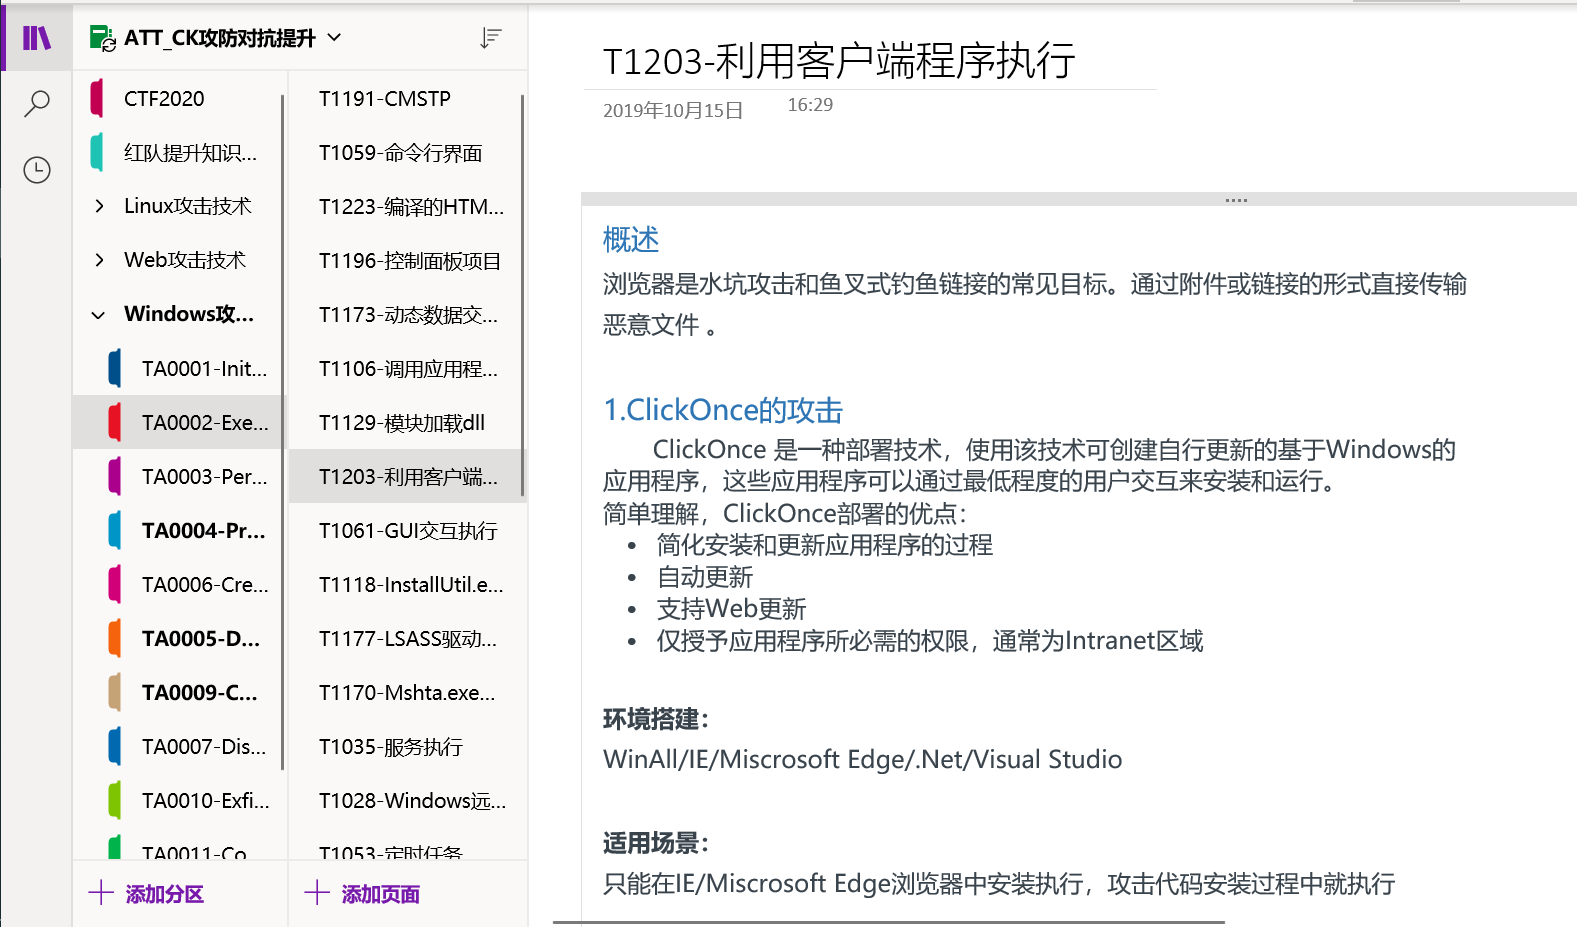 ATT_CK攻防对抗提升
CTF2020
红队提升知识...
Linux攻击技术
Web攻击技术
Windows攻...
TA0001-Init...
TA0002-Exe...
TA0003-Per...
TA0004-Pr...
TA0006-Cre...
TA0005-D...
TA0009-C...
TA0007-Dis...
TA0010-Exfi...
TA0011-Co
添加分区
T1191-CMSTP
T1059-命令行界面
T1223-编译的HTM...
T1196-控制面板项目
T1173-动态数据交...
T1106-调用应用程...
T1129-模块加载dll
T1203-利用客户端...
T1061-GUI交互执行
T1118-InstallUtil.e...
T1177-LSASS驱动...
T1170-Mshta.exe...
T1035-服务执行
T1028-Windows远...
T1053-定时任务
添加页面
T1203-利用客户端程序执行
2019年10月15日 16:29
概述
浏览器是水坑攻击和鱼叉式钓鱼链接的常见目标。通过附件或链接的形式直接传输
恶意文件 。
1.ClickOnce的攻击
ClickOnce 是一种部署技术，使用该技术可创建自行更新的基于Windows的
应用程序，这些应用程序可以通过最低程度的用户交互来安装和运行。
简单理解，ClickOnce部署的优点：
• 简化安装和更新应用程序的过程
• 自动更新
• 支持Web更新
• 仅授予应用程序所必需的权限，通常为Intranet区域
环境搭建：
WinAll/IE/Miscrosoft Edge/.Net/Visual Studio
适用场景：
只能在IE/Miscrosoft Edge浏览器中安装执行，攻击代码安装过程中就执行